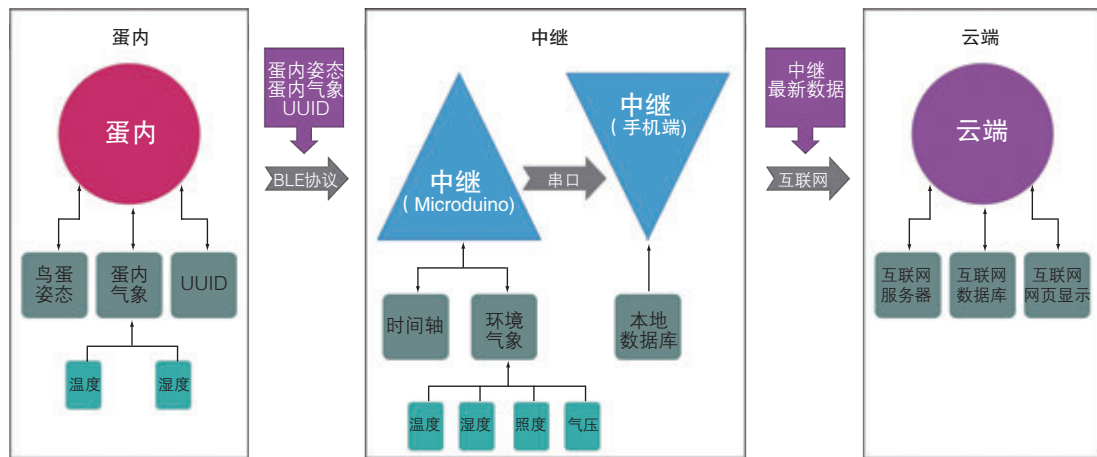 蛋内
蛋内
鸟蛋
姿态
蛋内
气象
UUID
温度
湿度
蛋内姿态
蛋内气象
UUID
BLE协议
中继
中继
( Microduino)
串口
中继
( 手机端)
时间轴
环境
气象
本地
数据库
温度
湿度
照度
气压
中继
最新数据
互联网
云端
云端
互联网
服务器
互联网
数据库
互联网
网页显示